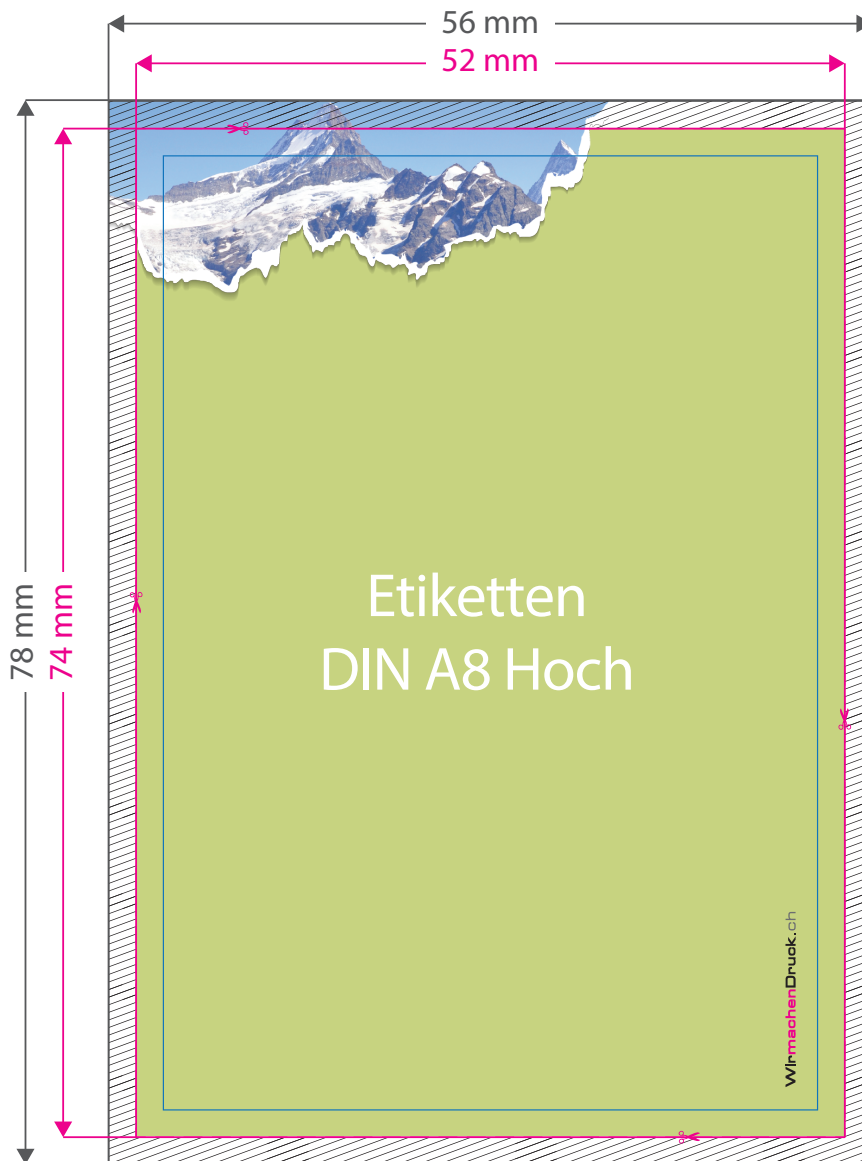 56 mm
52 mm
78 mm
74 mm
Etiketten
DIN A8 Hoch
WirmachenDruck.ch